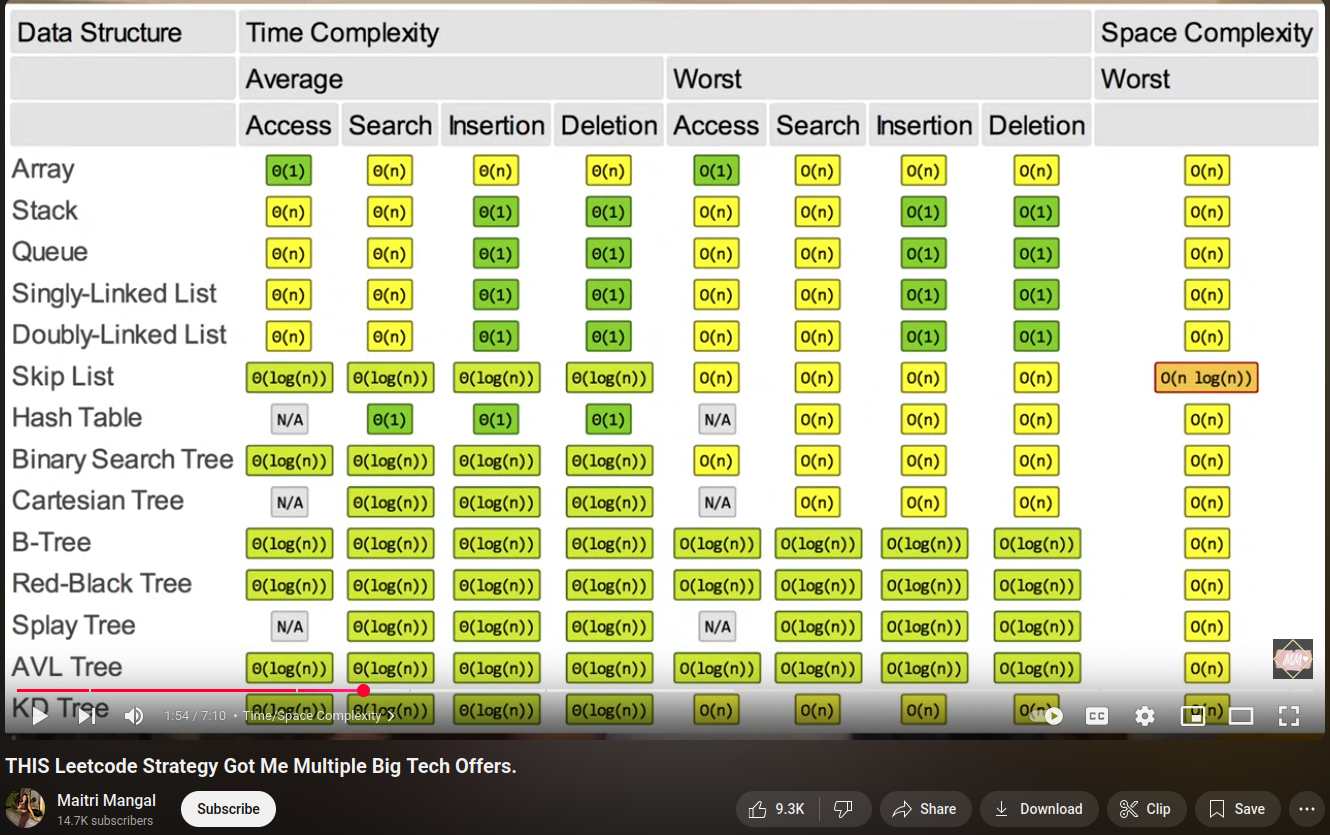 Data Structure Time Complexity Space Complexity
Average Worst Worst
Access Search Insertion Deletion Access Search Insertion Deletion
Array Θ(1) Θ(n) Θ(n) Θ(n) O(1) O(n) O(n) O(n) O(n)
Stack Θ(n) Θ(n) Θ(1) Θ(1) O(n) O(n) O(1) O(1) O(n)
Queue Θ(n) Θ(n) Θ(1) Θ(1) O(n) O(n) O(1) O(1) O(n)
Singly-Linked List Θ(n) Θ(n) Θ(1) Θ(1) O(n) O(n) O(1) O(1) O(n)
Doubly-Linked List Θ(n) Θ(n) Θ(1) Θ(1) O(n) O(n) O(1) O(1) O(n)
Skip List Θ(log(n)) Θ(log(n)) Θ(log(n)) Θ(log(n)) O(n) O(n) O(n) O(n) O(n log(n))
Hash Table N/A Θ(1) Θ(1) Θ(1) N/A O(n) O(n) O(n) O(n)
Binary Search Tree Θ(log(n)) Θ(log(n)) Θ(log(n)) Θ(log(n)) O(n) O(n) O(n) O(n) O(n)
Cartesian Tree N/A Θ(log(n)) Θ(log(n)) Θ(log(n)) N/A O(n) O(n) O(n) O(n)
B-Tree Θ(log(n)) Θ(log(n)) Θ(log(n)) Θ(log(n)) O(log(n)) O(log(n)) O(log(n)) O(log(n)) O(n)
Red-Black Tree Θ(log(n)) Θ(log(n)) Θ(log(n)) Θ(log(n)) O(log(n)) O(log(n)) O(log(n)) O(log(n)) O(n)
Splay Tree N/A Θ(log(n)) Θ(log(n)) Θ(log(n)) N/A O(log(n)) O(log(n)) O(log(n)) O(n)
AVL Tree Θ(log(n)) Θ(log(n)) Θ(log(n)) Θ(log(n)) O(log(n)) O(log(n)) O(log(n)) O(log(n)) O(n)
MM
KD Tree Θ(log(n)) Θ(log(n)) Θ(log(n)) Θ(log(n)) O(n) O(n) O(n) O(n) O(n)
1:54 / 7:10 • Time/Space Complexity CC
THIS Leetcode Strategy Got Me Multiple Big Tech Offers.
Maitri Mangal
14.7K subscribers
Subscribe 9.3K Share Download Clip Save